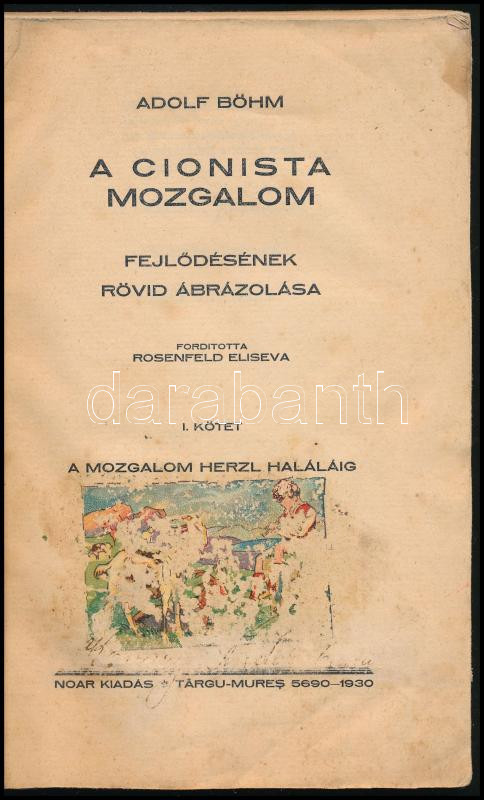 ADOLF BÖHM
A CIONISTA
MOZGALOM
FEJLŐDÉSÉNEK
RÖVID ÁBRÁZOLÁSA
FORDITOTTA
ROSENFELD ELISEVA
darabanth
I. KÖTET
A MOZGALOM HERZL HALÁLÁIG
NOAR KIADÁS * TÂRGU-MUREȘ 5690—1930